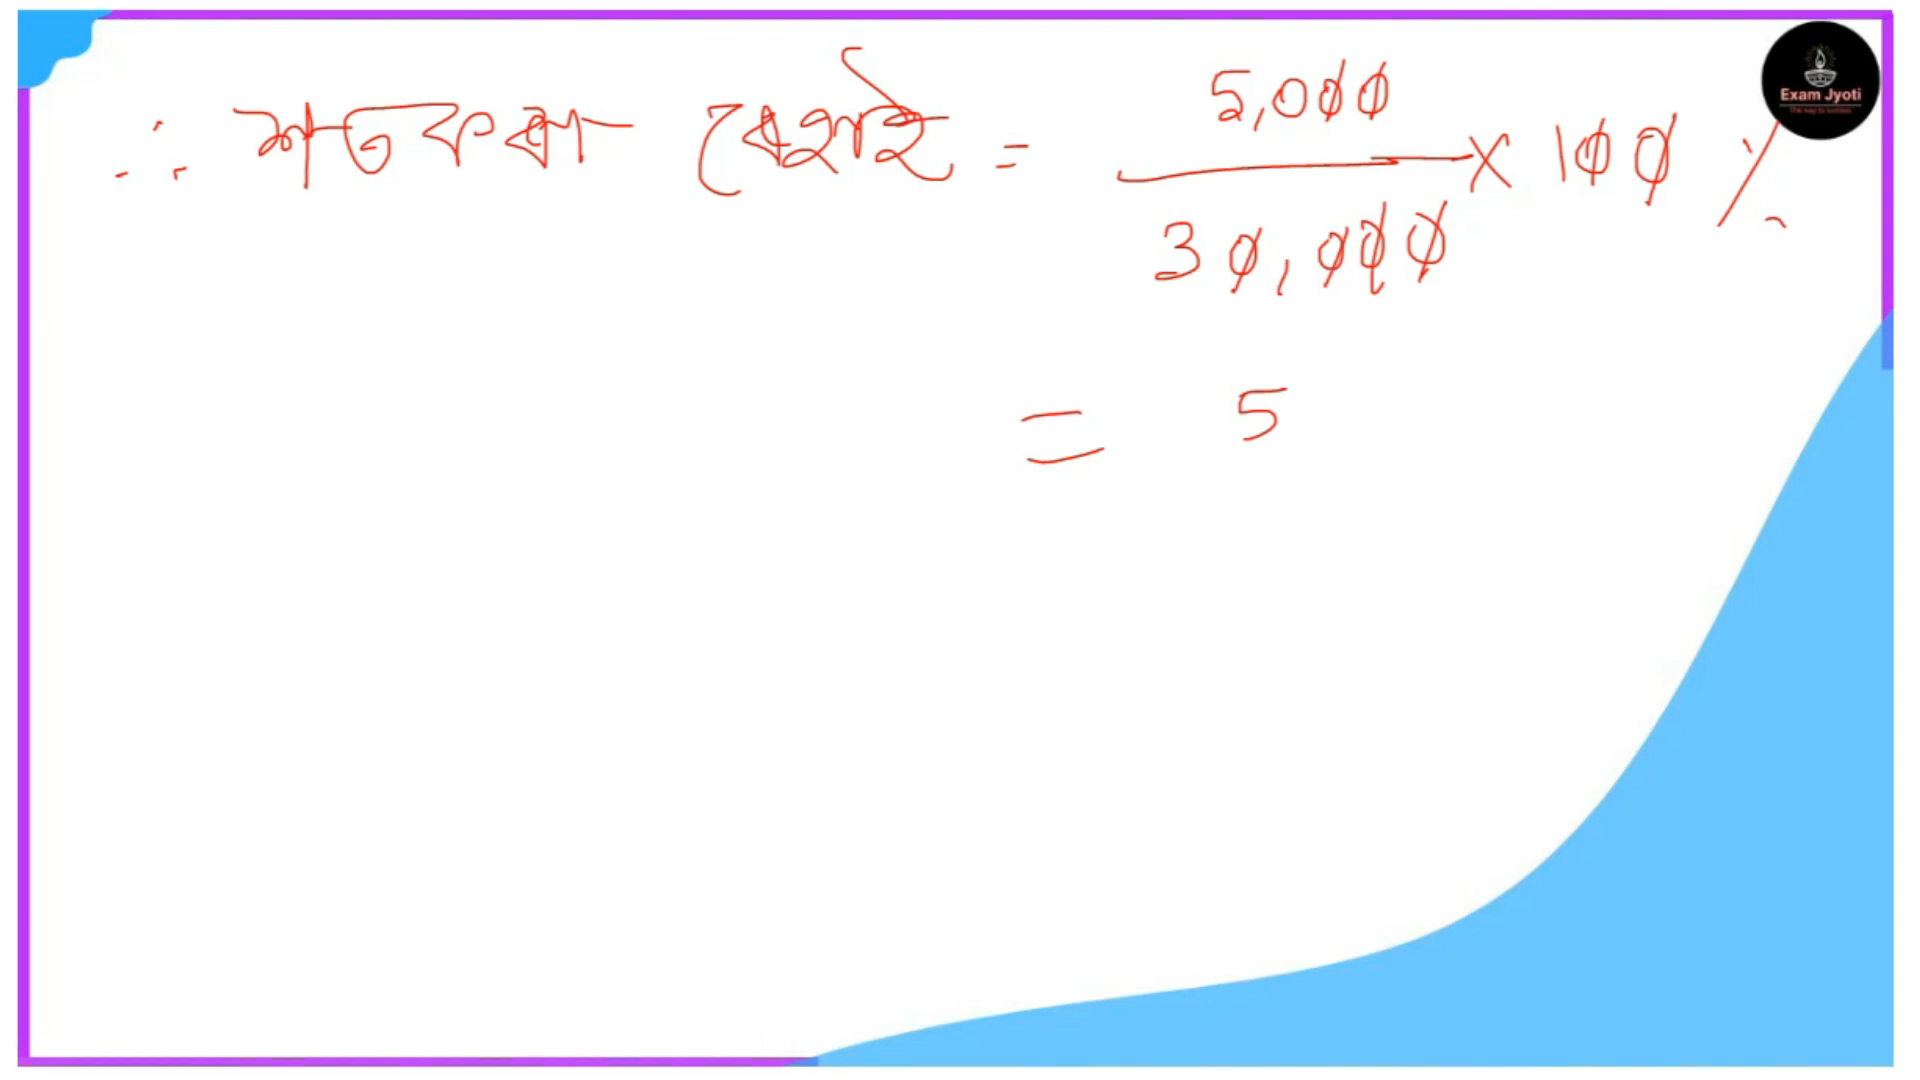 ∴ শতকরা রেহাই = 5,000 / 30,000 × 100 %
= 5
Exam Jyoti